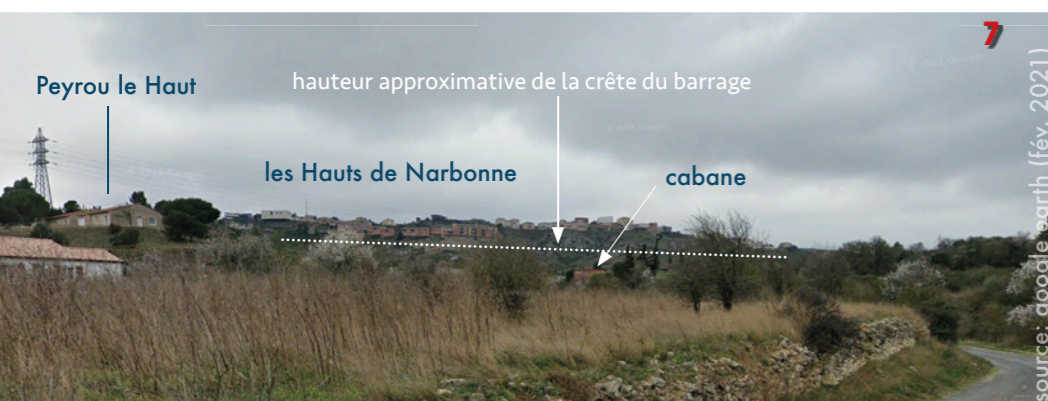 7
Peyrou le Haut
hauteur approximative de la crête du barrage
les Hauts de Narbonne
cabane
source: google earth (fév. 2021)